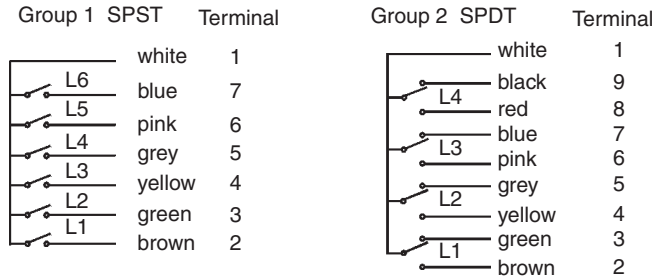 Group 1 SPST Terminal
white 1
L6 blue 7
L5 pink 6
L4 grey 5
L3 yellow 4
L2 green 3
L1 brown 2
Group 2 SPDT Terminal
white 1
black 9
L4
red 8
blue 7
L3
pink 6
grey 5
L2
yellow 4
green 3
L1
brown 2